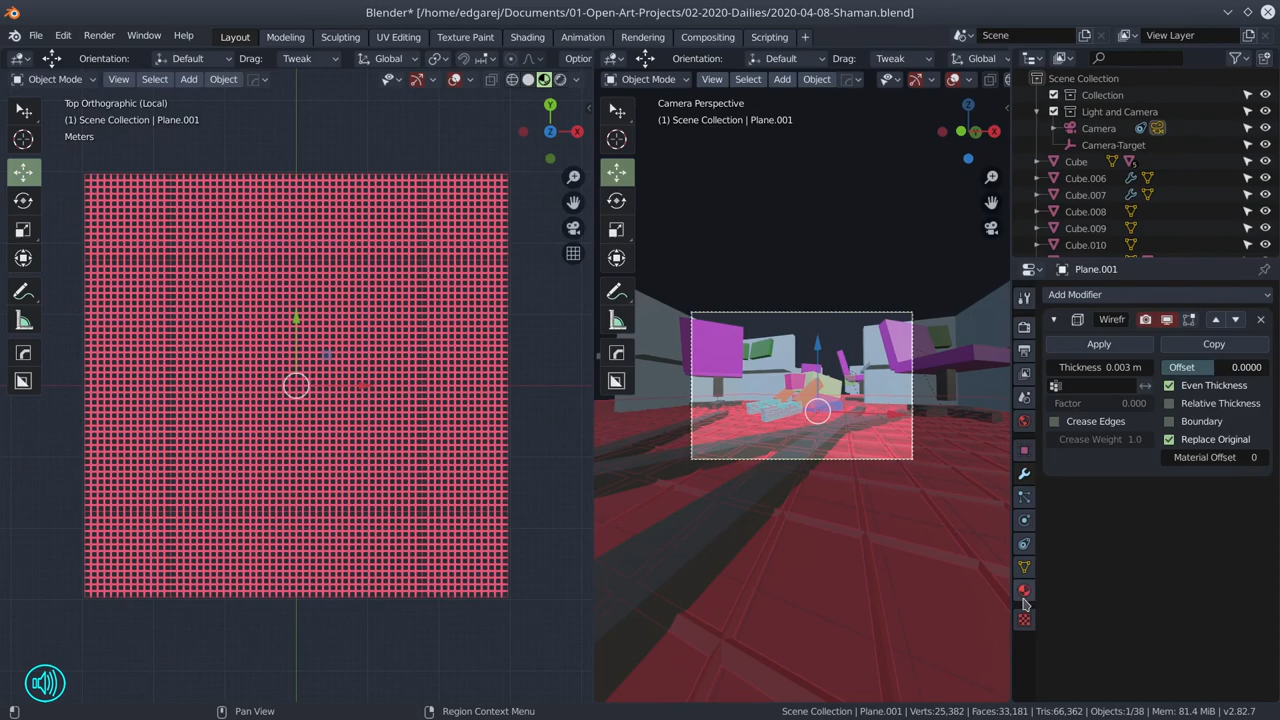 Blender* [/home/edgarej/Documents/01-Open-Art-Projects/02-2020-Dailies/2020-04-08-Shaman.blend]
File Edit Render Window Help Layout Modeling Sculpting UV Editing Texture Paint Shading Animation Rendering Compositing Scripting + Scene View Layer
Orientation: Default Drag: Tweak Global Option
Orientation: Default Drag: Tweak Global
Object Mode View Select Add Object
Object Mode View Select Add Object
Top Orthographic (Local)
(1) Scene Collection | Plane.001
Meters
Y
Z
X
Camera Perspective
(1) Scene Collection | Plane.001
Z
Y
X
Scene Collection
Collection
Light and Camera
Camera
Camera-Target
Cube 5
Cube.006
Cube.007
Cube.008
Cube.009
Cube.010
Plane.001
Add Modifier
Wirefr
Apply Copy
Thickness 0.003 m Offset 0.0000
Even Thickness
Factor 0.000 Relative Thickness
Crease Edges Boundary
Crease Weight 1.0 Replace Original
Material Offset 0
Pan View Region Context Menu Scene Collection | Plane.001 | Verts:25,382 | Faces:33,181 | Tris:66,362 | Objects:1/38 | Mem: 81.4 MiB | v2.82.7